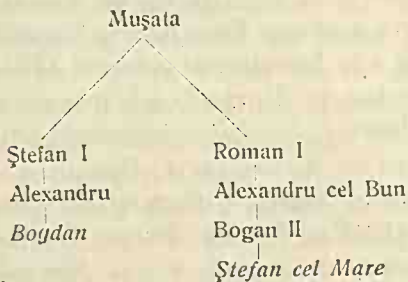 Mușata
Ștefan I Roman I
Alexandru Alexandru cel Bun
Bogdan Bogan II
Ștefan cel Mare